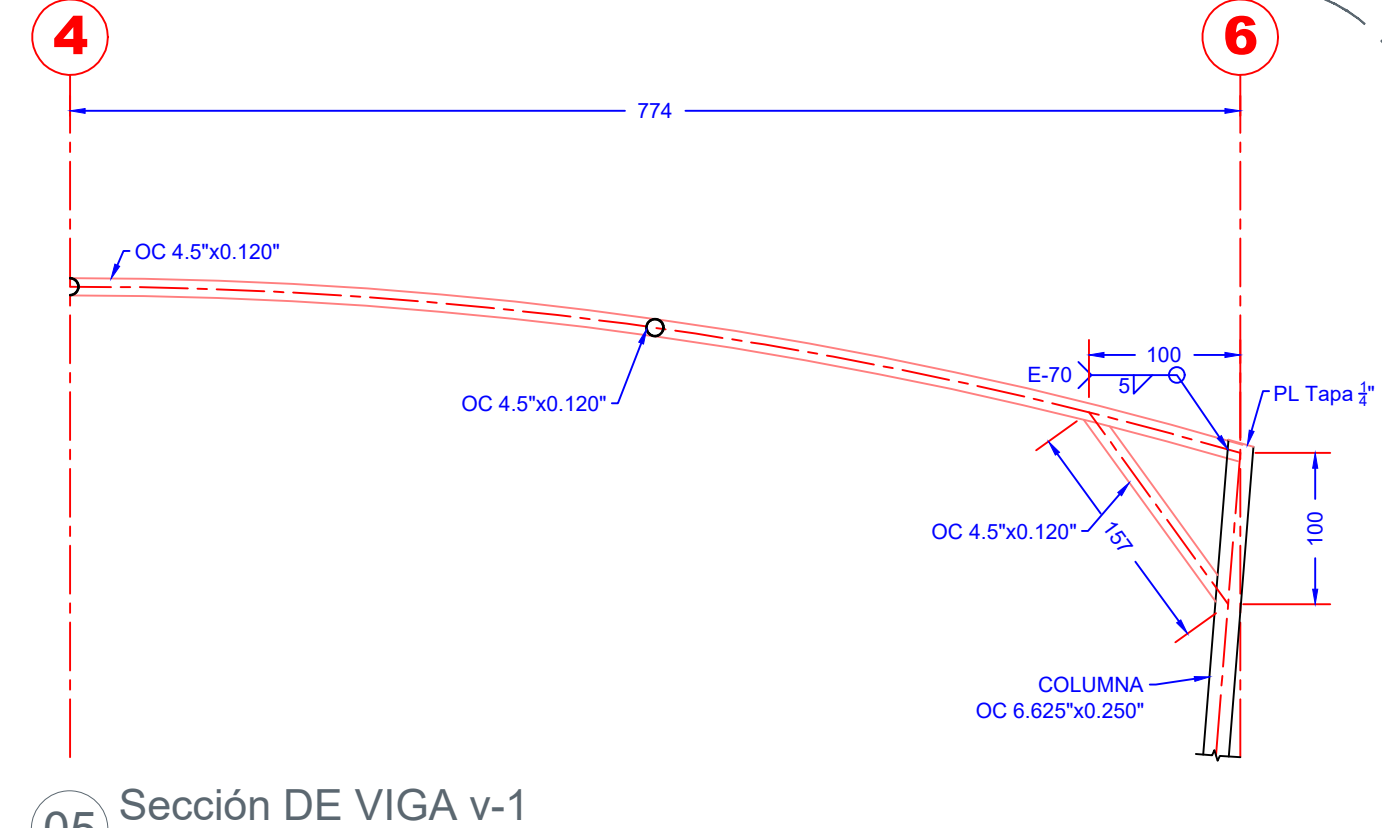 4
6
774
OC 4.5"x0.120"
OC 4.5"x0.120"
100
E-70
5
PL Tapa ¼"
OC 4.5"x0.120"
157
100
COLUMNA
OC 6.625"x0.250"
05
Sección DE VIGA v-1